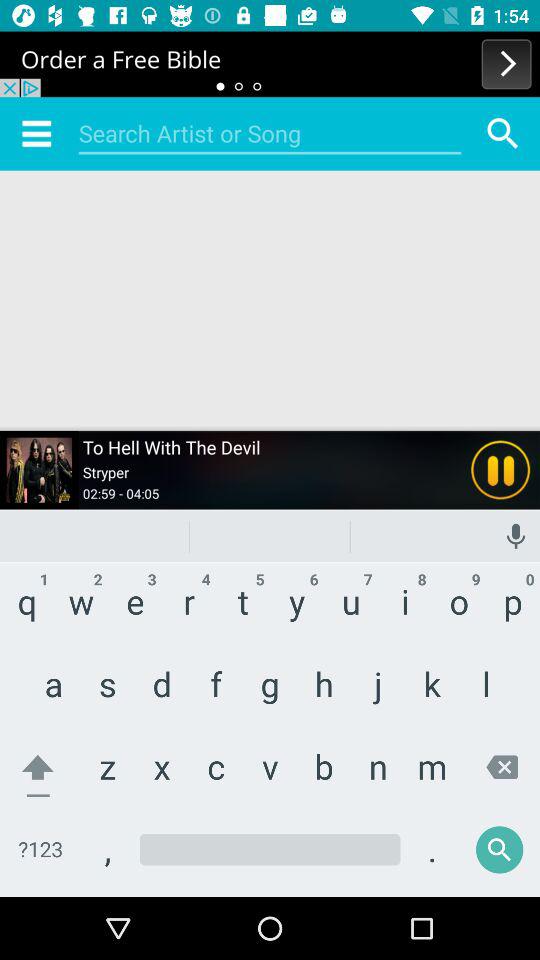 1:54
Order a Free Bible
Search Artist or Song
To Hell With The Devil
Stryper
02:59 - 04:05
1 2 3 4 5 6 7 8 9 0
q w e r t y u i o p
a s d f g h j k l
z x c v b n m
?123 , .